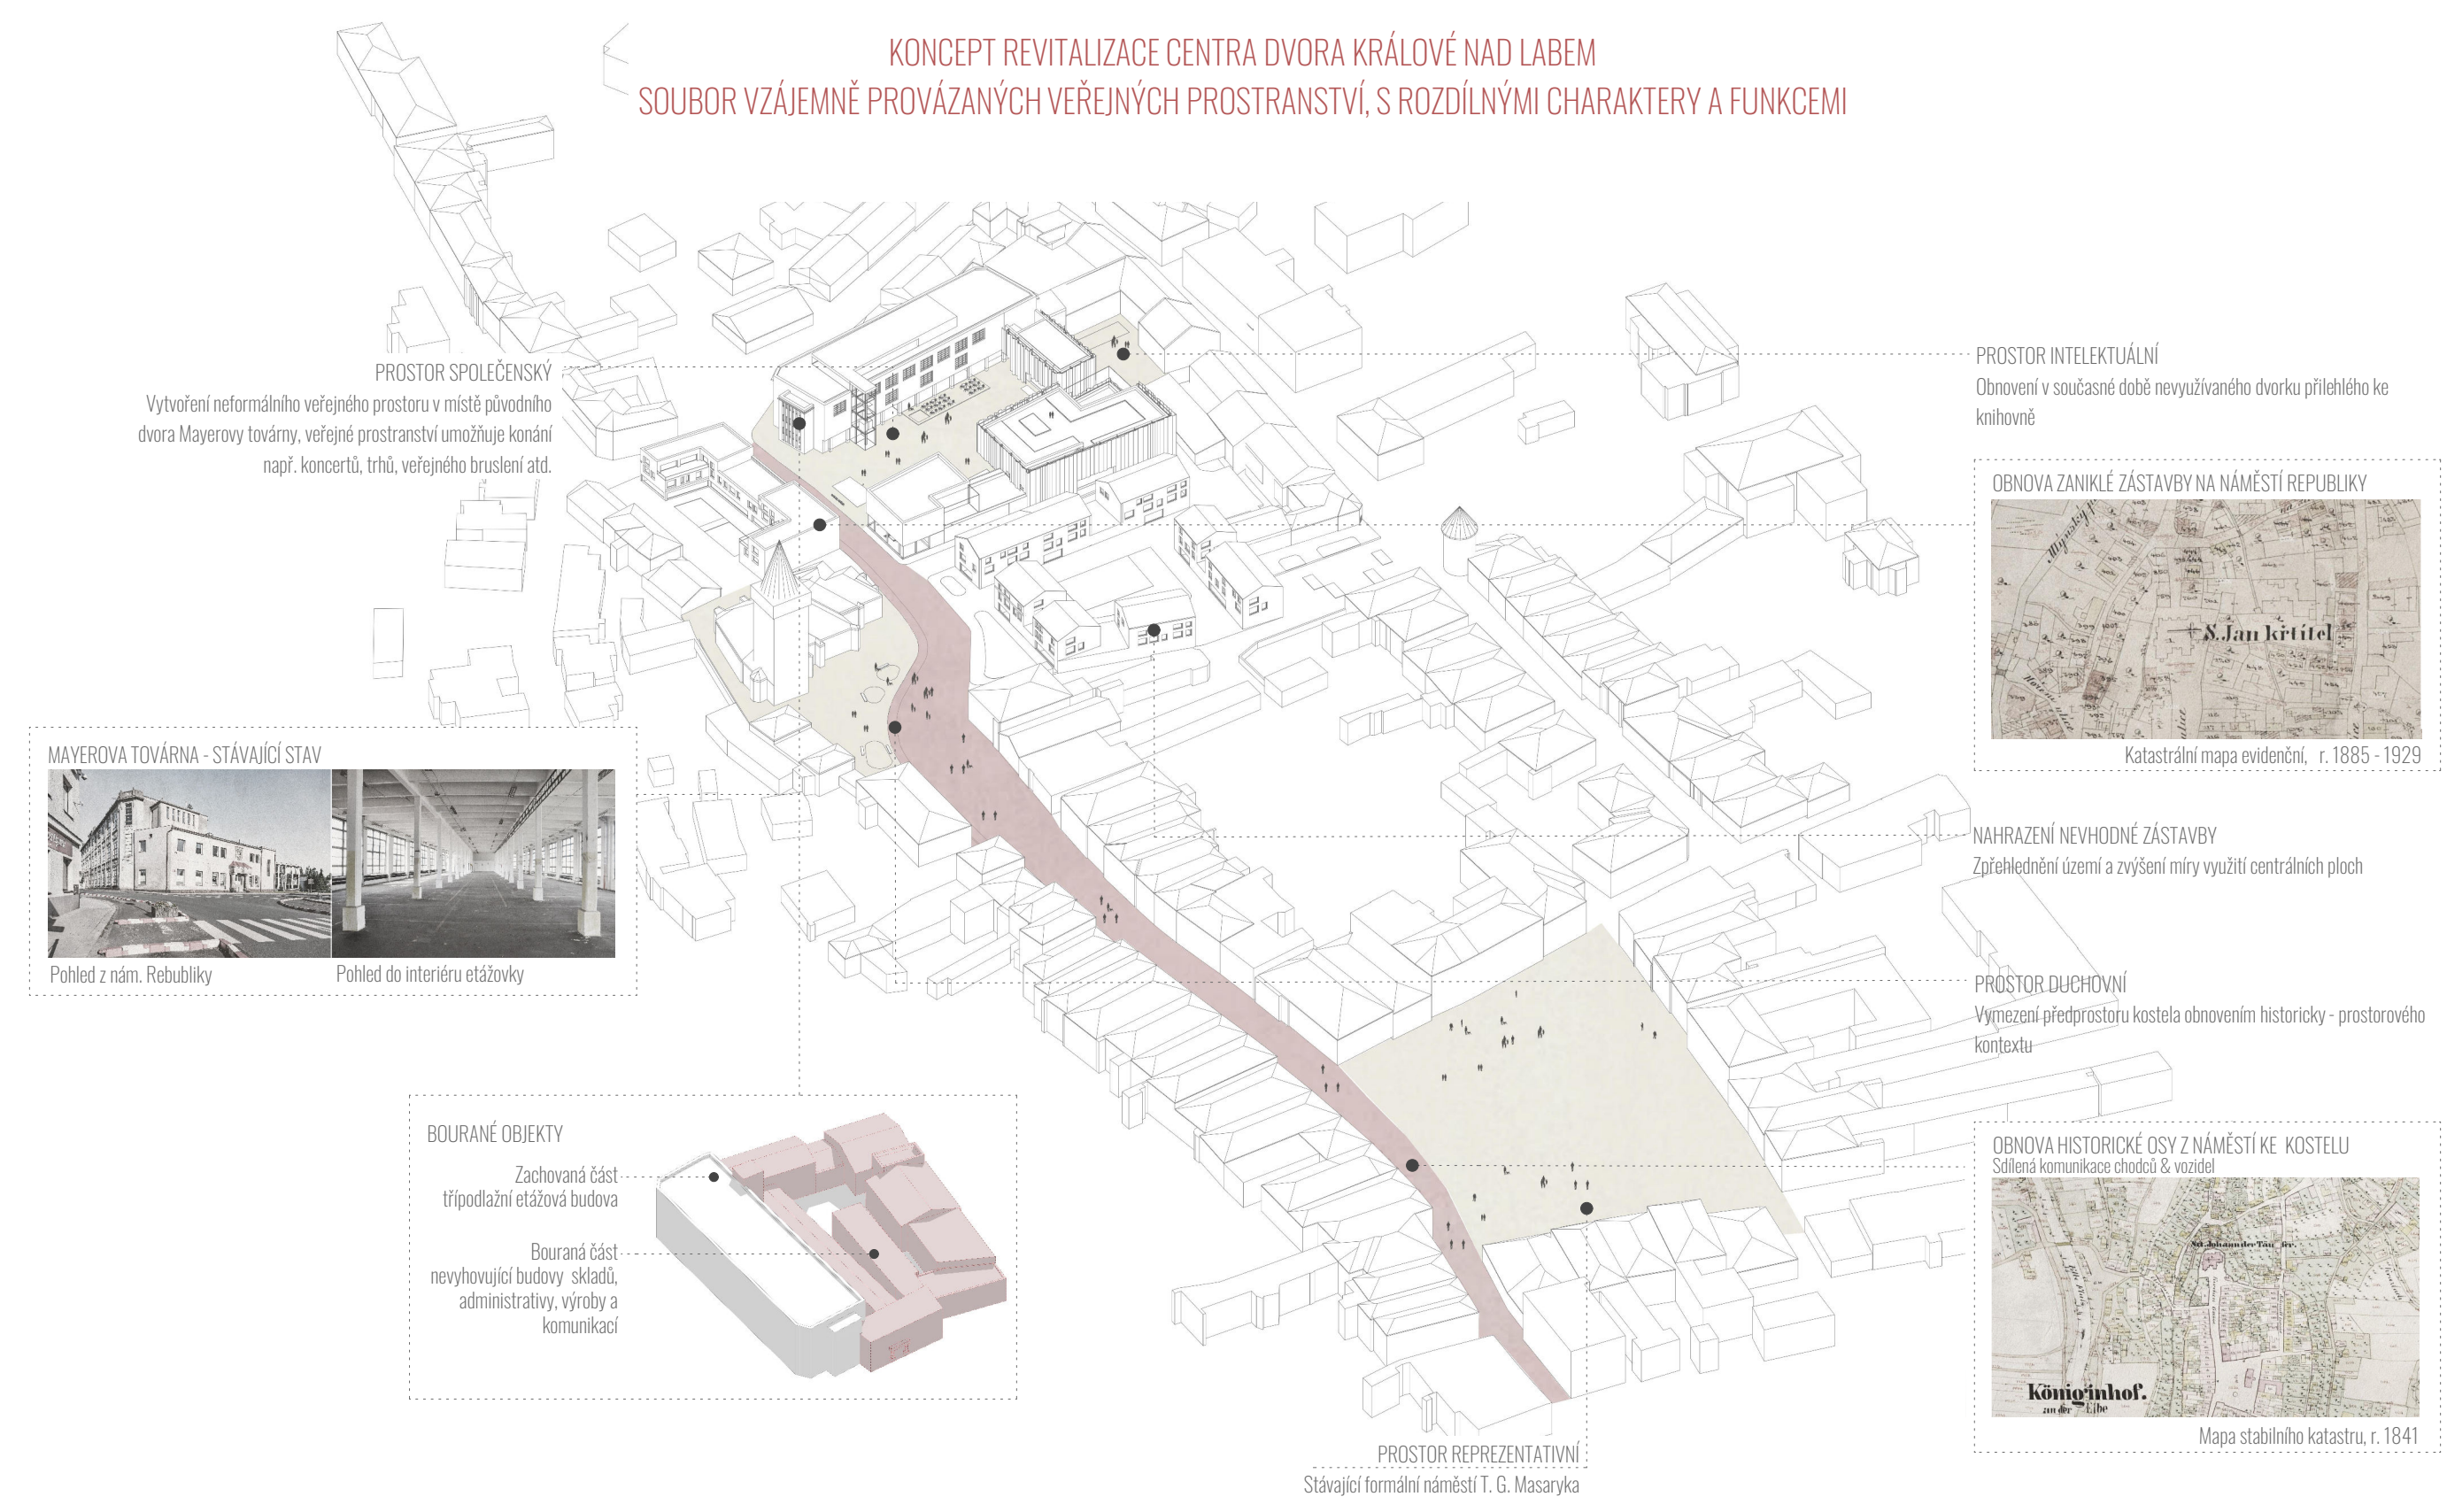 KONCEPT REVITALIZACE CENTRA DVORA KRÁLOVÉ NAD LABEM
SOUBOR VZÁJEMNĚ PROVÁZANÝCH VEŘEJNÝCH PROSTRANSTVÍ, S ROZDÍLNÝMI CHARAKTERY A FUNKCEMI
PROSTOR SPOLEČENSKÝ
Vytvoření neformálního veřejného prostoru v místě původního
dvora Mayerovy továrny, veřejné prostranství umožňuje konání
např. koncertů, trhů, veřejného bruslení atd.
PROSTOR INTELEKTUÁLNÍ
Obnovení v současné době nevyužívaného dvorku přilehlého ke
knihovně
OBNOVA ZANIKLÉ ZÁSTAVBY NA NÁMĚSTÍ REPUBLIKY
S. Jan křtitel
Katastrální mapa evidenční, r. 1885 - 1929
MAYEROVA TOVÁRNA - STÁVAJÍCÍ STAV
Pohled z nám. Rebubliky
Pohled do interiéru etážovky
NAHRAZENÍ NEVHODNÉ ZÁSTAVBY
Zpřehlednění území a zvýšení míry využití centrálních ploch
PROSTOR DUCHOVNÍ
Vymezení předprostoru kostela obnovením historicky - prostorového
kontextu
BOURANÉ OBJEKTY
Zachovaná část
třípodlažní etážová budova
Bouraná část
nevyhovující budovy skladů,
administrativy, výroby a
komunikací
OBNOVA HISTORICKÉ OSY Z NÁMĚSTÍ KE KOSTELU
Sdílená komunikace chodců & vozidel
Sct. Johann der Täufer.
Königinhof.
an der Elbe
Mapa stabilního katastru, r. 1841
PROSTOR REPREZENTATIVNÍ
Stávající formální náměstí T. G. Masaryka